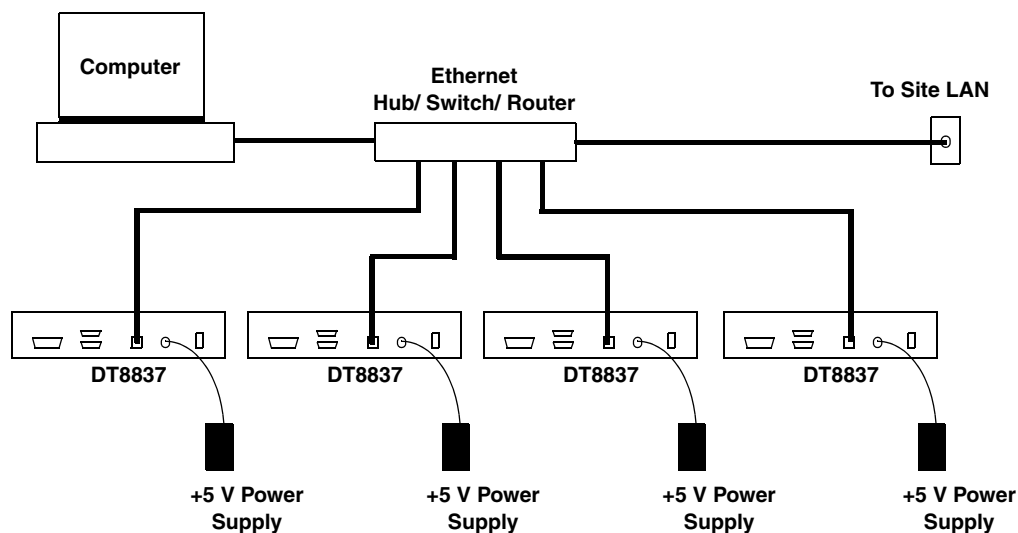 Computer
Ethernet
Hub/ Switch/ Router
To Site LAN
DT8837
DT8837
DT8837
DT8837
+5 V Power
Supply
+5 V Power
Supply
+5 V Power
Supply
+5 V Power
Supply